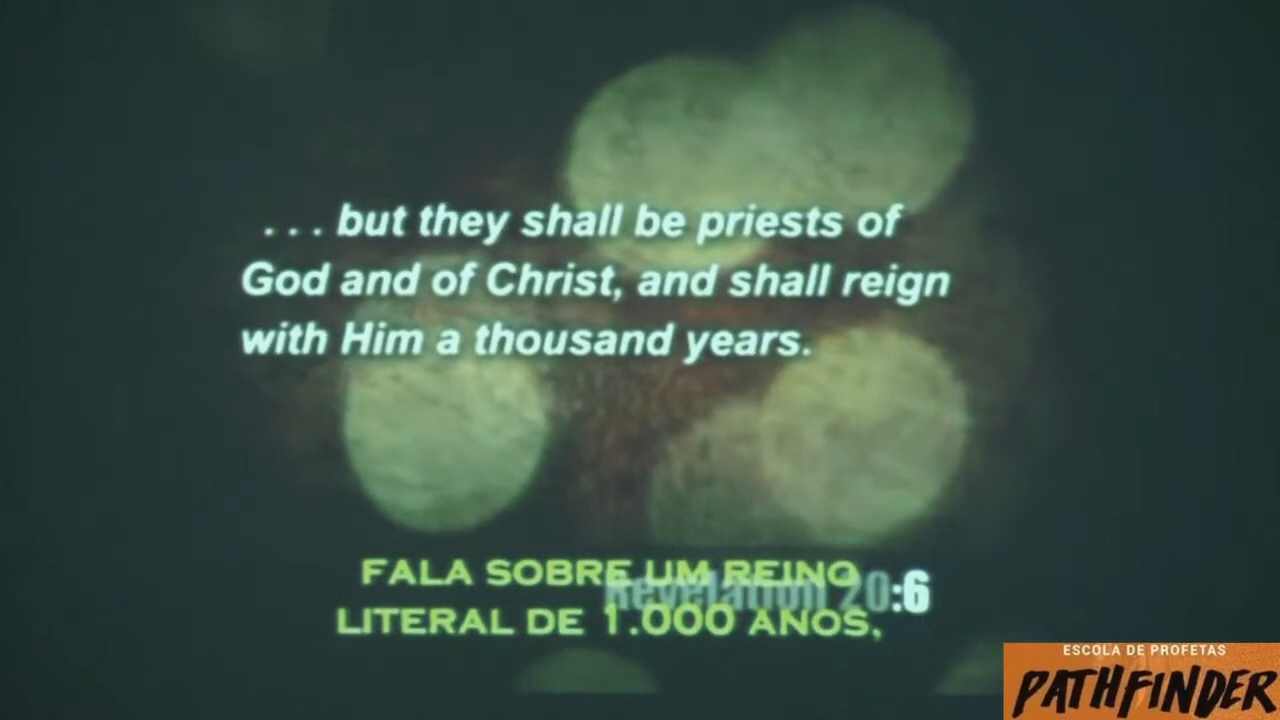 . . . but they shall be priests of
God and of Christ, and shall reign
with Him a thousand years.
FALA SOBRE UM REINO
Revelation 20:6
LITERAL DE 1.000 ANOS,
ESCOLA DE PROFETAS
PATHFINDER